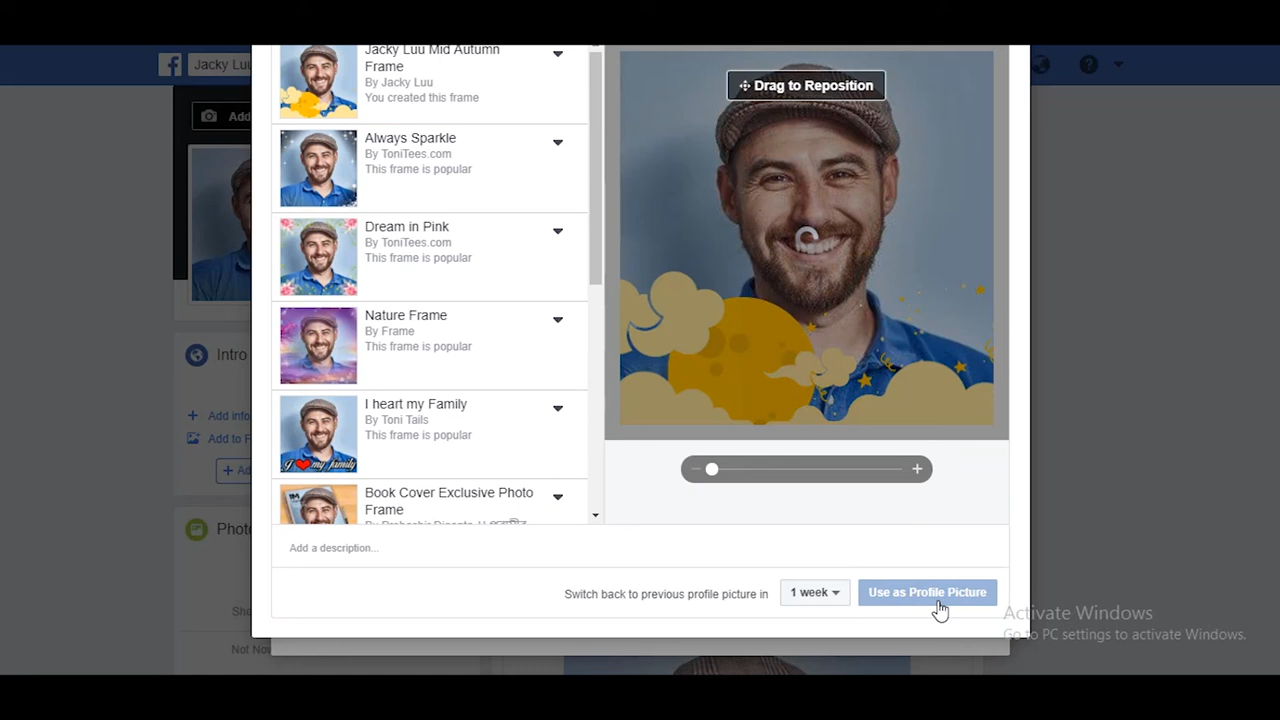 f
Jacky Luu
Add
Jacky Luu Mid Autumn
Frame
By Jacky Luu
You created this frame
Always Sparkle
By ToniTees.com
This frame is popular
Dream in Pink
By ToniTees.com
This frame is popular
Nature Frame
By Frame
This frame is popular
I heart my Family
By Toni Tails
This frame is popular
I my family
Book Cover Exclusive Photo
Frame
Drag to Reposition
Intro
Add info
Add to F
Photo
Not Now
Add a description...
Switch back to previous profile picture in
1 week
Use as Profile Picture
Activate Windows
Go to PC settings to activate Windows.